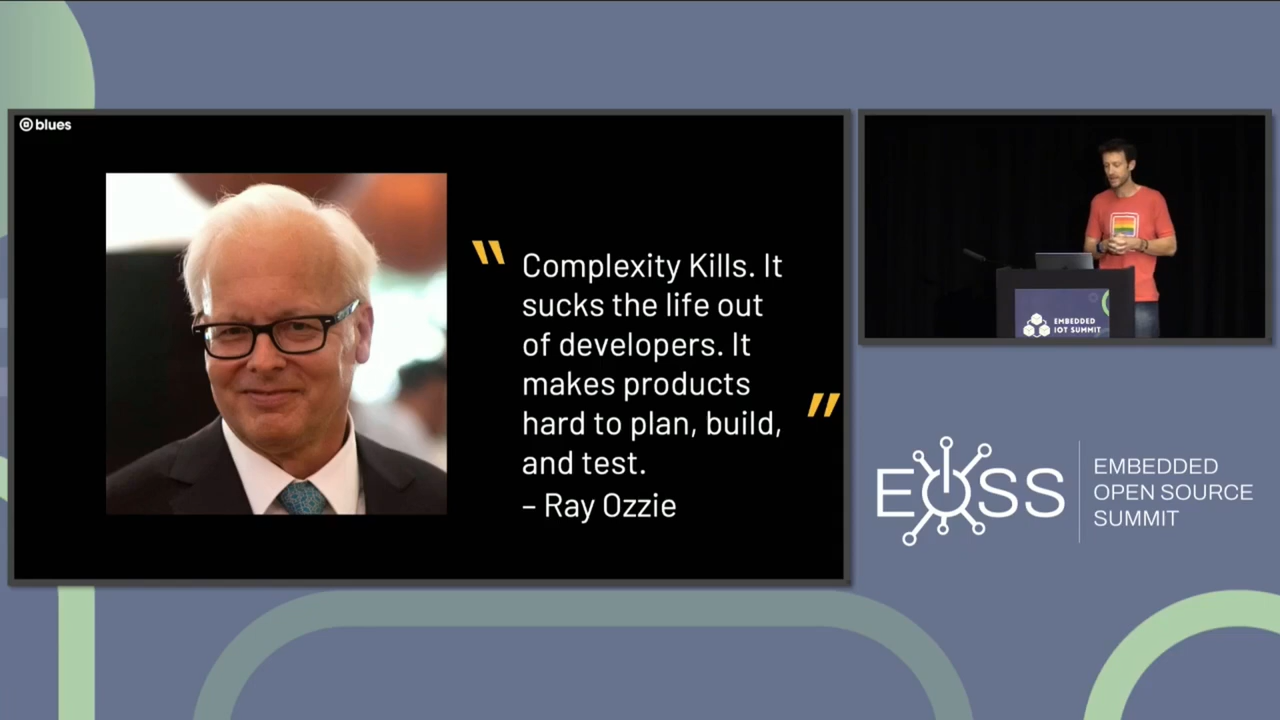 blues
Complexity Kills. It
sucks the life out
of developers. It
makes products
hard to plan, build,
and test.
– Ray Ozzie
EMBEDDED
IOT SUMMIT
EOSS
EMBEDDED
OPEN SOURCE
SUMMIT